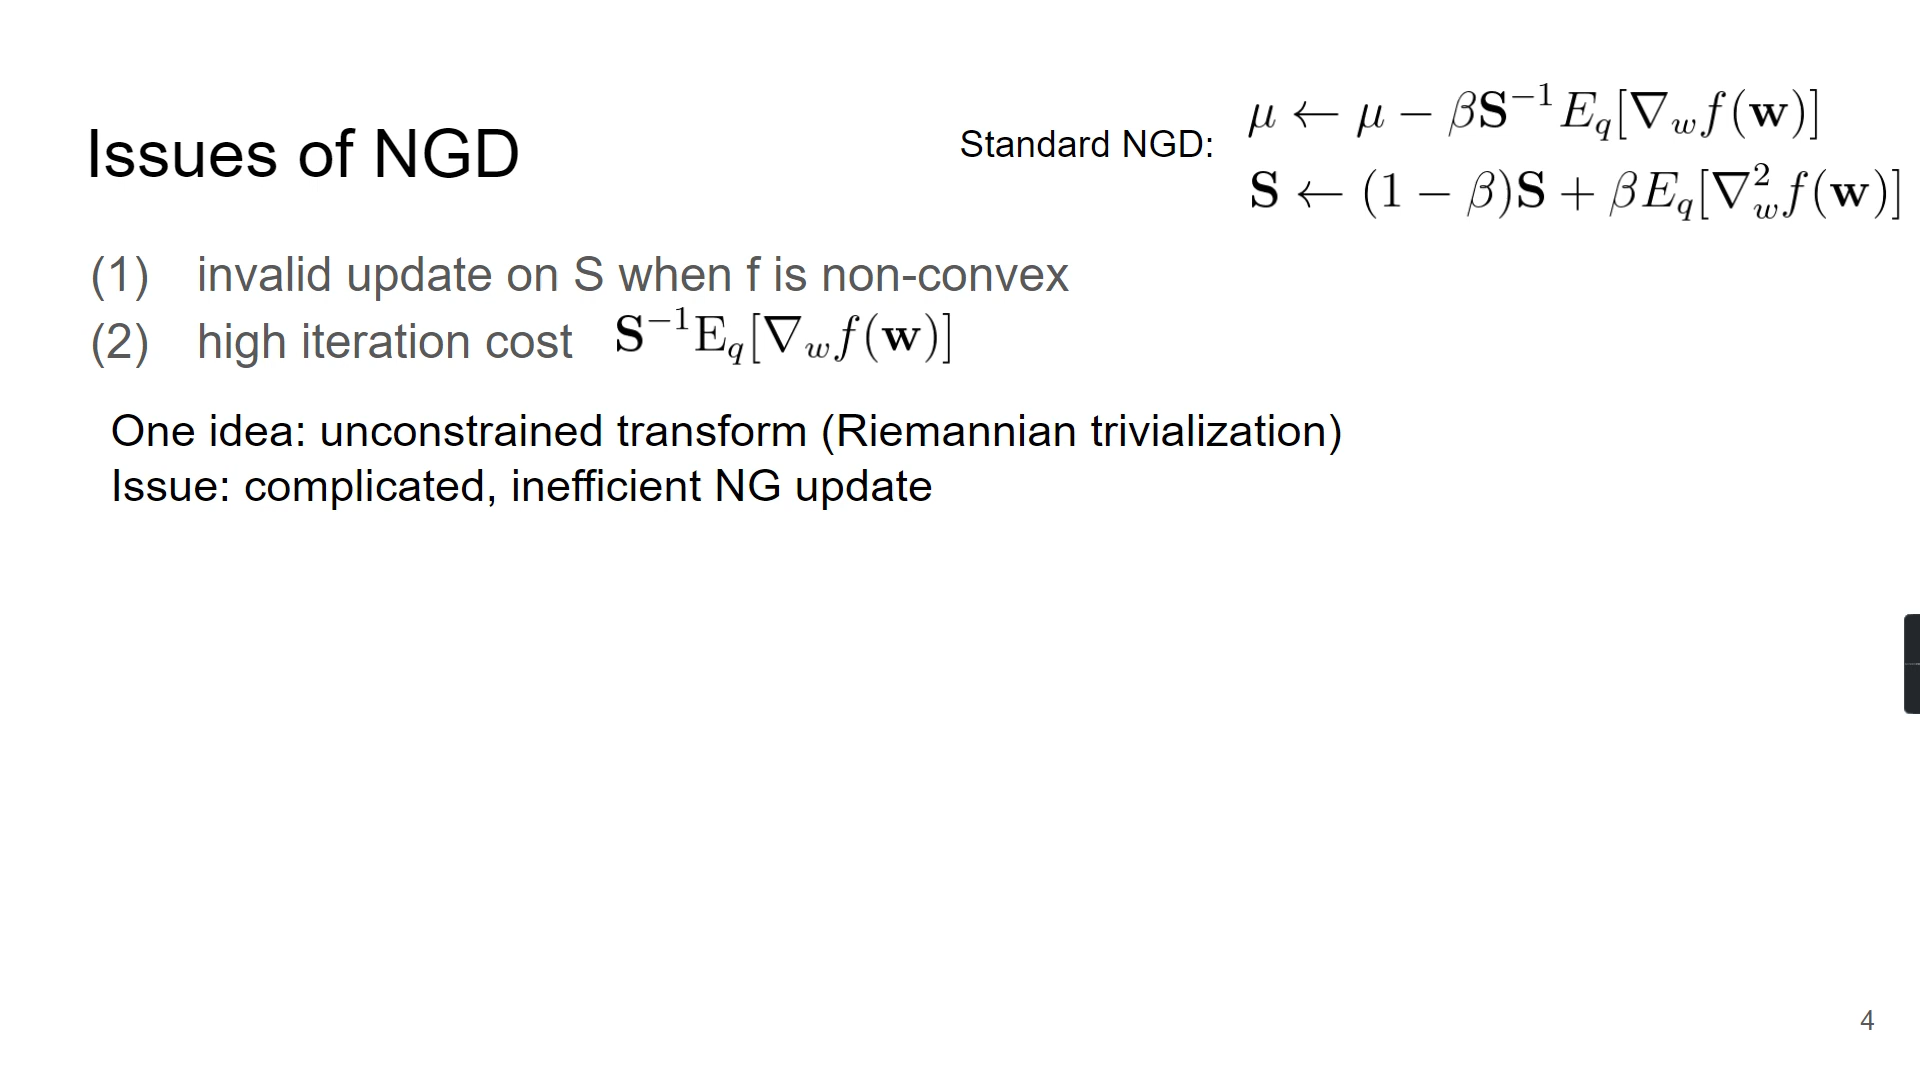 Issues of NGD
Standard NGD:
μ ← μ − βS⁻¹E_q[∇_w f(w)]
S ← (1 − β)S + βE_q[∇²_w f(w)]
(1) invalid update on S when f is non-convex
(2) high iteration cost S⁻¹E_q[∇_w f(w)]
One idea: unconstrained transform (Riemannian trivialization)
Issue: complicated, inefficient NG update
4